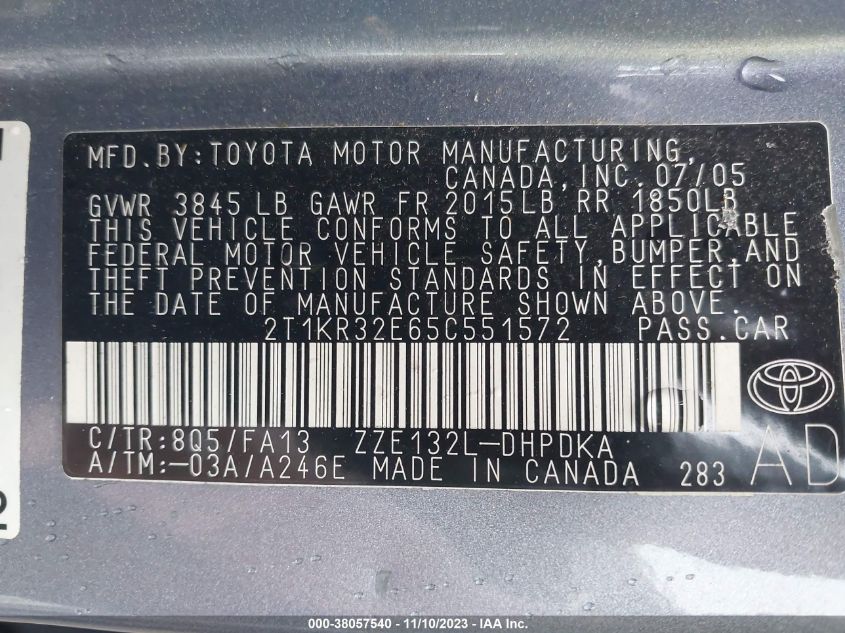 MFD.BY:TOYOTA MOTOR MANUFACTURING,
CANADA,INC. 07/05
GVWR 3845 LB GAWR FR 2015LB RR 1850LB
THIS VEHICLE CONFORMS TO ALL APPLICABLE
FEDERAL MOTOR VEHICLE SAFETY,BUMPER,AND
THEFT PREVENTION STANDARDS IN EFFECT ON
THE DATE OF MANUFACTURE SHOWN ABOVE.
2T1KR32E65C551572 PASS.CAR
C/TR:8Q5/FA13 ZZE132L-DHPDKA
A/TM:-03A/A246E MADE IN CANADA 283 AD
000-38057540 - 11/10/2023 - IAA Inc.